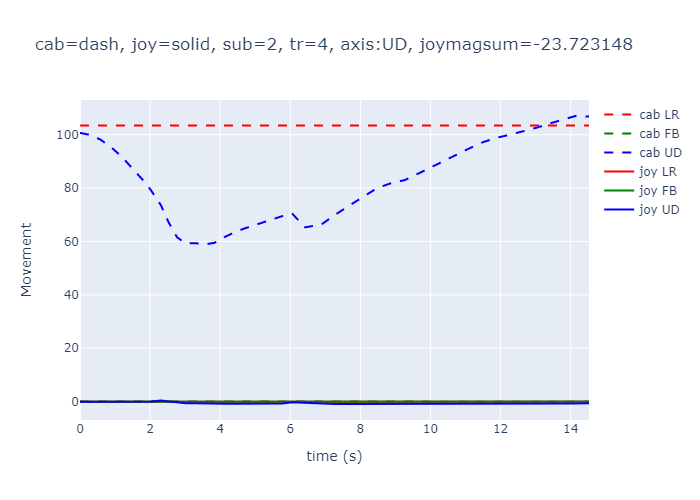 cab=dash, joy=solid, sub=2, tr=4, axis:UD, joymagsum=-23.723148
cab LR
cab FB
cab UD
joy LR
joy FB
joy UD
Movement
100
80
60
40
20
0
0 2 4 6 8 10 12 14
time (s)